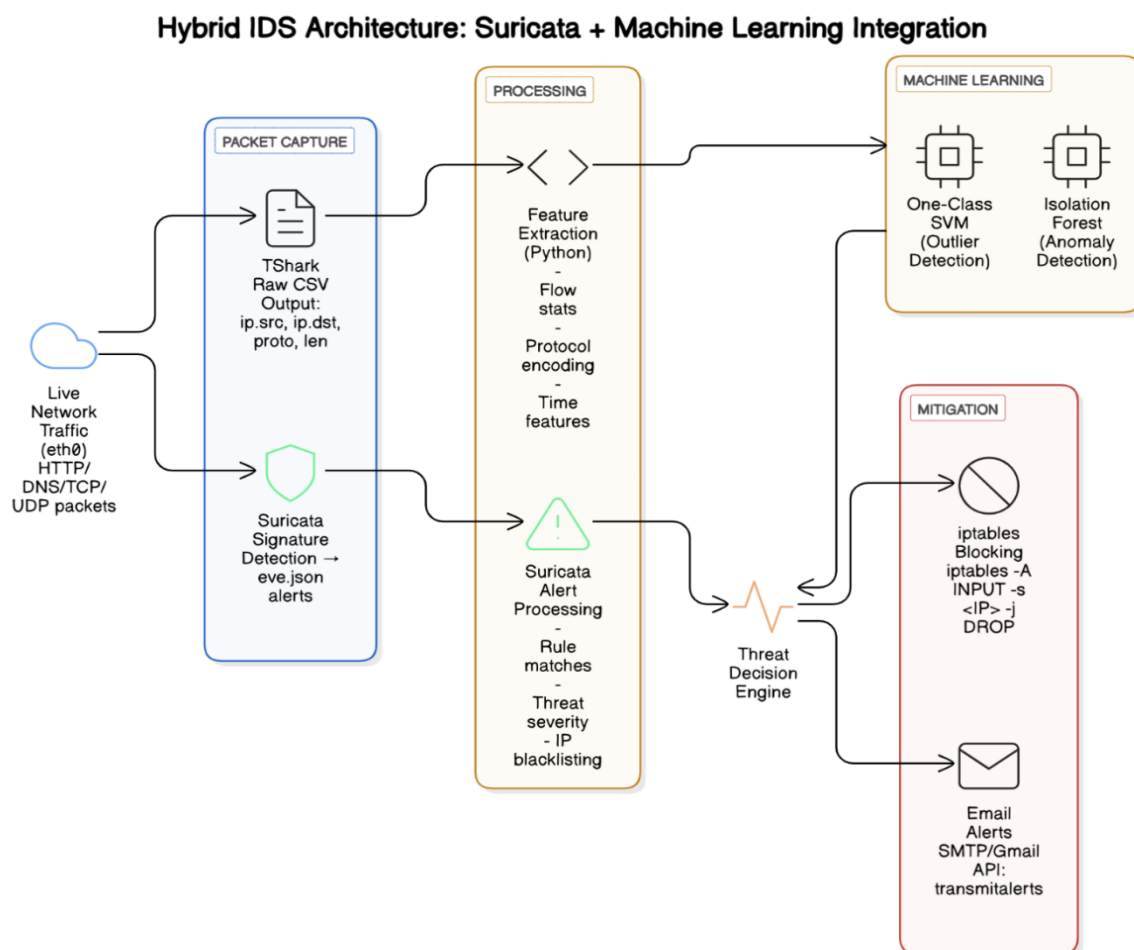 Hybrid IDS Architecture: Suricata + Machine Learning Integration
Live
Network
Traffic
(eth0)
HTTP/
DNS/TCP/
UDP packets
PACKET CAPTURE
TShark
Raw CSV
Output:
ip.src, ip.dst,
proto, len
Suricata
Signature
Detection →
eve.json
alerts
PROCESSING
Feature
Extraction
(Python)
-
Flow
stats
-
Protocol
encoding
-
Time
features
Suricata
Alert
Processing
-
Rule
matches
-
Threat
severity
- IP
blacklisting
MACHINE LEARNING
One-Class
SVM
(Outlier
Detection)
Isolation
Forest
(Anomaly
Detection)
Threat
Decision
Engine
MITIGATION
iptables
Blocking
iptables -A
INPUT -s
<IP> -j
DROP
Email
Alerts
SMTP/Gmail
API:
transmitalerts